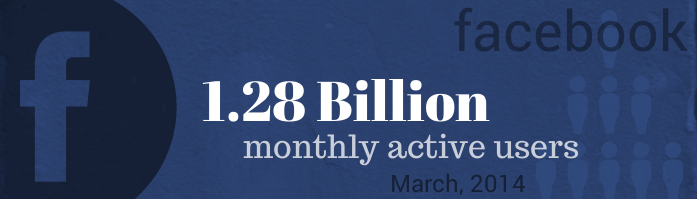 facebook
f
1.28 Billion
monthly active users
March, 2014